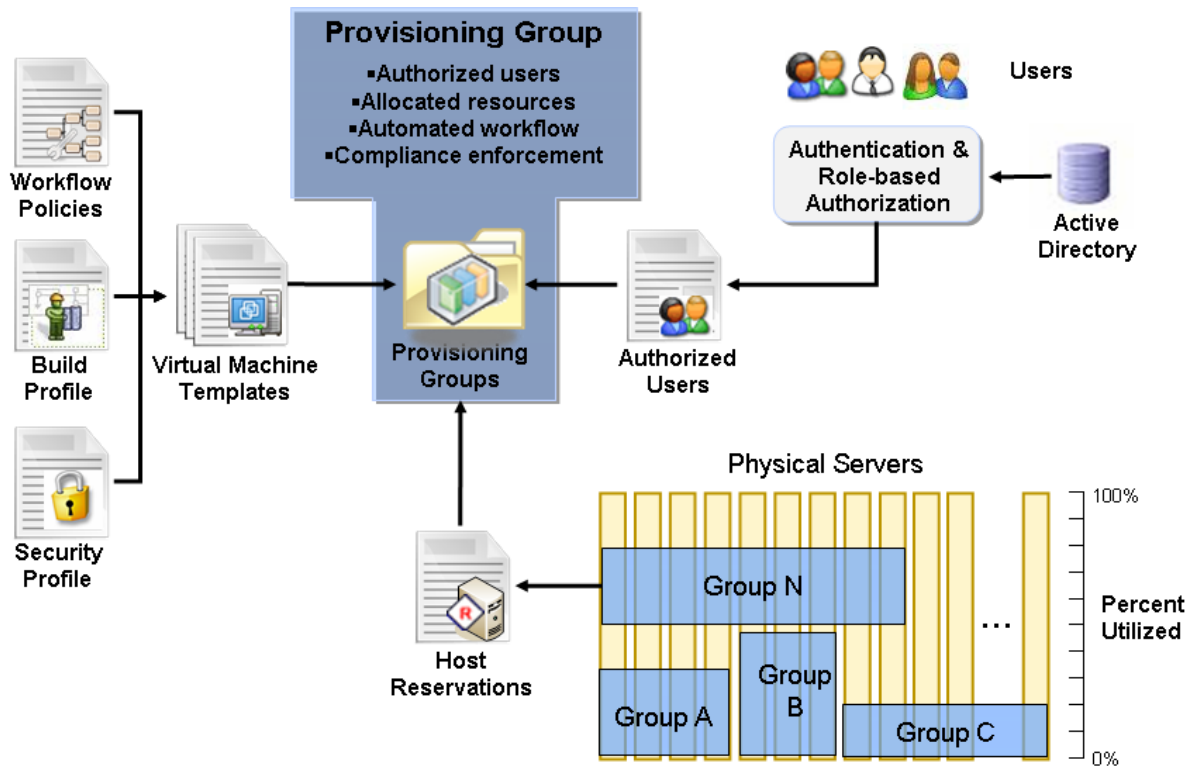 Provisioning Group
▪Authorized users
▪Allocated resources
▪Automated workflow
▪Compliance enforcement
Users
Workflow
Policies
Authentication &
Role-based
Authorization
Active
Directory
Build
Profile
Virtual Machine
Templates
Provisioning
Groups
Authorized
Users
Security
Profile
R
Host
Reservations
Physical Servers
100%
Group N
...
Percent
Utilized
Group A
Group
B
Group C
0%